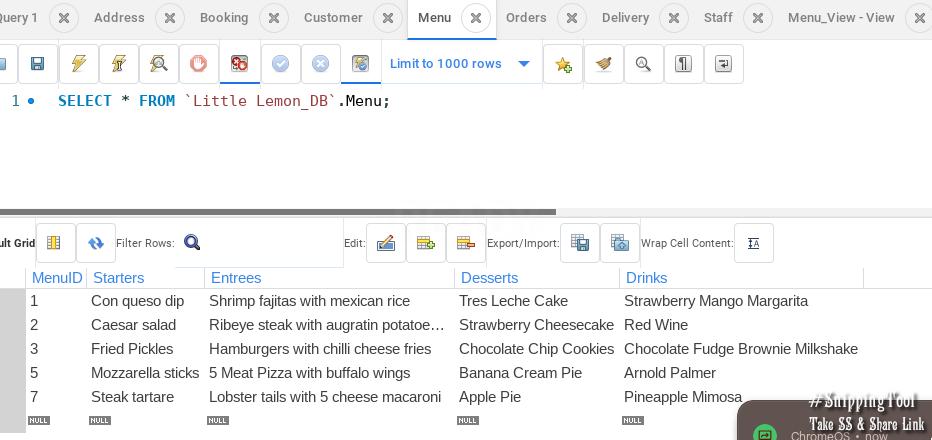 Query 1 Address Booking Customer Menu Orders Delivery Staff Menu_View - View
Limit to 1000 rows
1 SELECT * FROM `Little Lemon_DB`.Menu;
ult Grid Filter Rows: Edit: Export/Import: Wrap Cell Content: IA
MenuID Starters Entrees Desserts Drinks
1 Con queso dip Shrimp fajitas with mexican rice Tres Leche Cake Strawberry Mango Margarita
2 Caesar salad Ribeye steak with augratin potatoe... Strawberry Cheesecake Red Wine
3 Fried Pickles Hamburgers with chilli cheese fries Chocolate Chip Cookies Chocolate Fudge Brownie Milkshake
5 Mozzarella sticks 5 Meat Pizza with buffalo wings Banana Cream Pie Arnold Palmer
7 Steak tartare Lobster tails with 5 cheese macaroni Apple Pie Pineapple Mimosa
NULL NULL NULL NULL NULL
#SnippingTool
Take SS & Share Link
ChromeOS • now